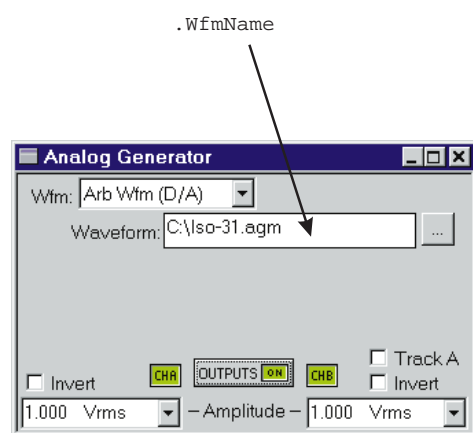 .WfmName
Analog Generator
Wfm: Arb Wfm (D/A)
Waveform: C:\Iso-31.agm ...
Track A
Invert CHA OUTPUTS ON CHB Invert
1.000 Vrms – Amplitude – 1.000 Vrms